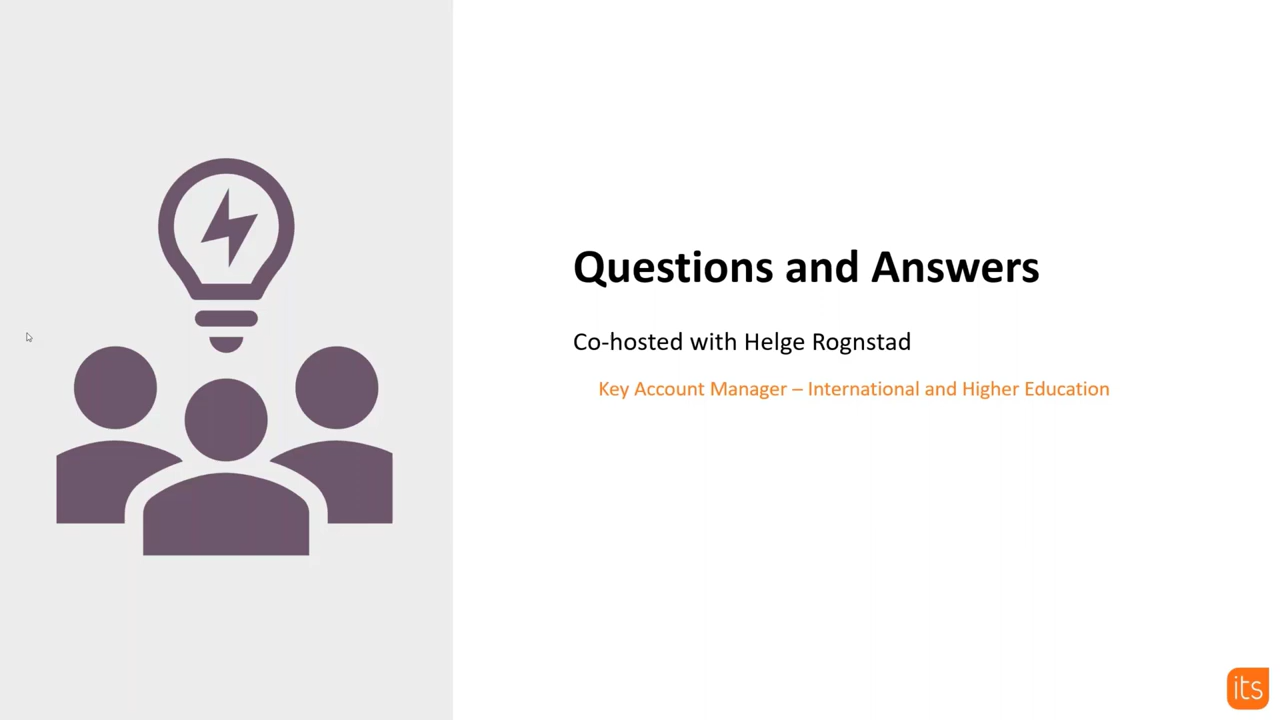 Questions and Answers
Co-hosted with Helge Rognstad
Key Account Manager – International and Higher Education
its